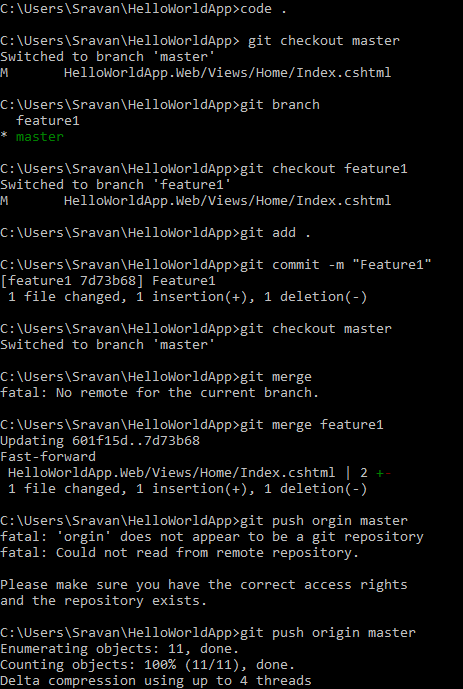 C:\Users\Sravan\HelloWorldApp>code .
C:\Users\Sravan\HelloWorldApp> git checkout master
Switched to branch 'master'
M       HelloWorldApp.Web/Views/Home/Index.cshtml
C:\Users\Sravan\HelloWorldApp>git branch
  feature1
* master
C:\Users\Sravan\HelloWorldApp>git checkout feature1
Switched to branch 'feature1'
M       HelloWorldApp.Web/Views/Home/Index.cshtml
C:\Users\Sravan\HelloWorldApp>git add .
C:\Users\Sravan\HelloWorldApp>git commit -m "Feature1"
[feature1 7d73b68] Feature1
 1 file changed, 1 insertion(+), 1 deletion(-)
C:\Users\Sravan\HelloWorldApp>git checkout master
Switched to branch 'master'
C:\Users\Sravan\HelloWorldApp>git merge
fatal: No remote for the current branch.
C:\Users\Sravan\HelloWorldApp>git merge feature1
Updating 601f15d..7d73b68
Fast-forward
 HelloWorldApp.Web/Views/Home/Index.cshtml | 2 +-
 1 file changed, 1 insertion(+), 1 deletion(-)
C:\Users\Sravan\HelloWorldApp>git push orgin master
fatal: 'orgin' does not appear to be a git repository
fatal: Could not read from remote repository.
Please make sure you have the correct access rights
and the repository exists.
C:\Users\Sravan\HelloWorldApp>git push origin master
Enumerating objects: 11, done.
Counting objects: 100% (11/11), done.
Delta compression using up to 4 threads